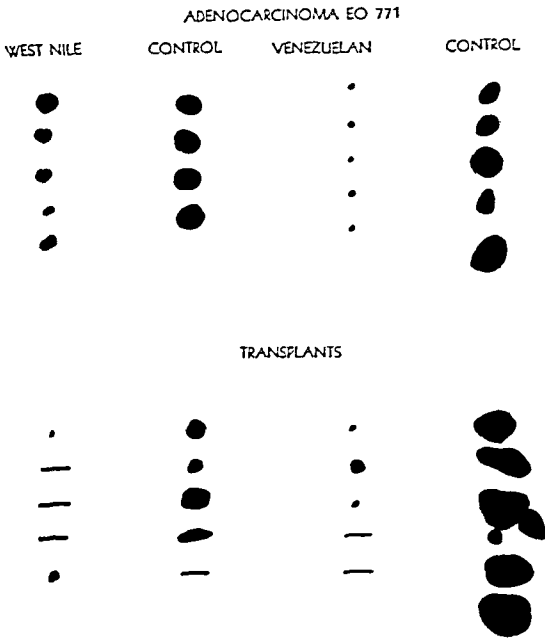 ADENOCARCINOMA EO 771
WEST NILE CONTROL VENEZUELAN CONTROL
TRANSPLANTS